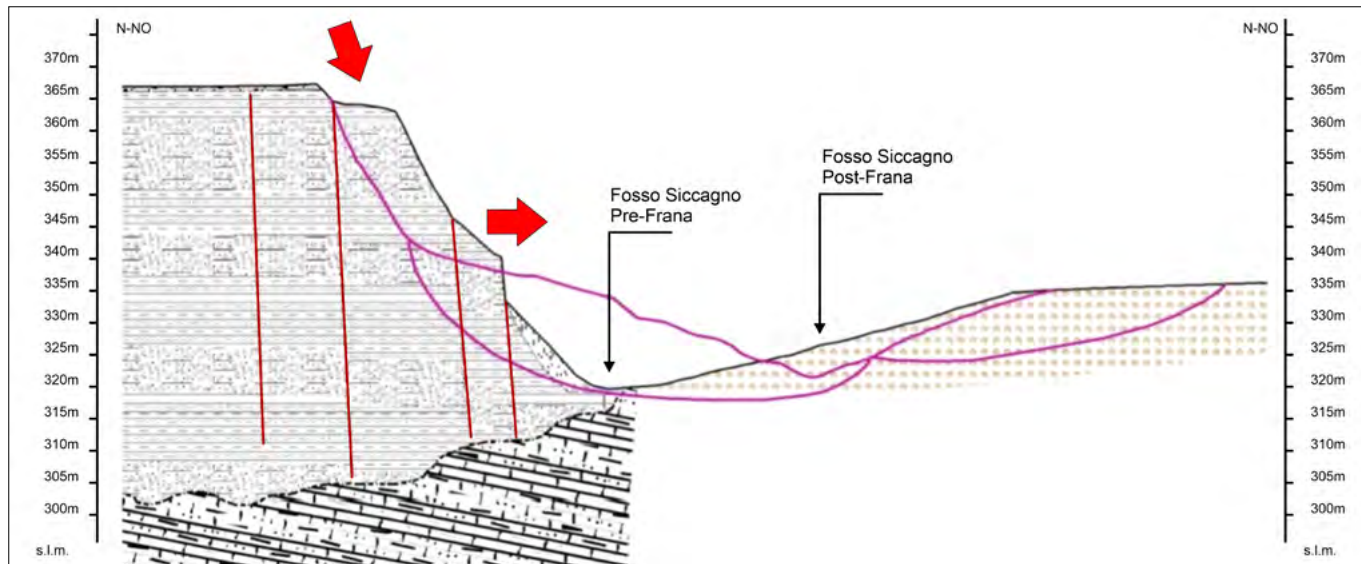 N-NO
N-NO
370m
365m
360m
355m
350m
345m
340m
335m
330m
325m
320m
315m
310m
305m
300m
s.l.m.
Fosso Siccagno
Pre-Frana
Fosso Siccagno
Post-Frana
370m
365m
360m
355m
350m
345m
340m
335m
330m
325m
320m
315m
310m
305m
300m
s.l.m.